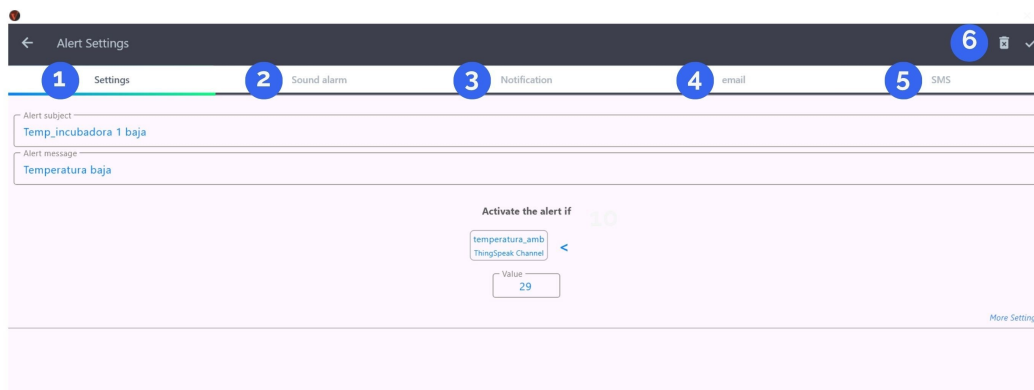 Alert Settings
6
1 Settings
2 Sound alarm
3 Notification
4 email
5 SMS
Alert subject
Temp_incubadora 1 baja
Alert message
Temperatura baja
Activate the alert if
10
temperatura_amb
<
ThingSpeak Channel
Value
29
More Setting